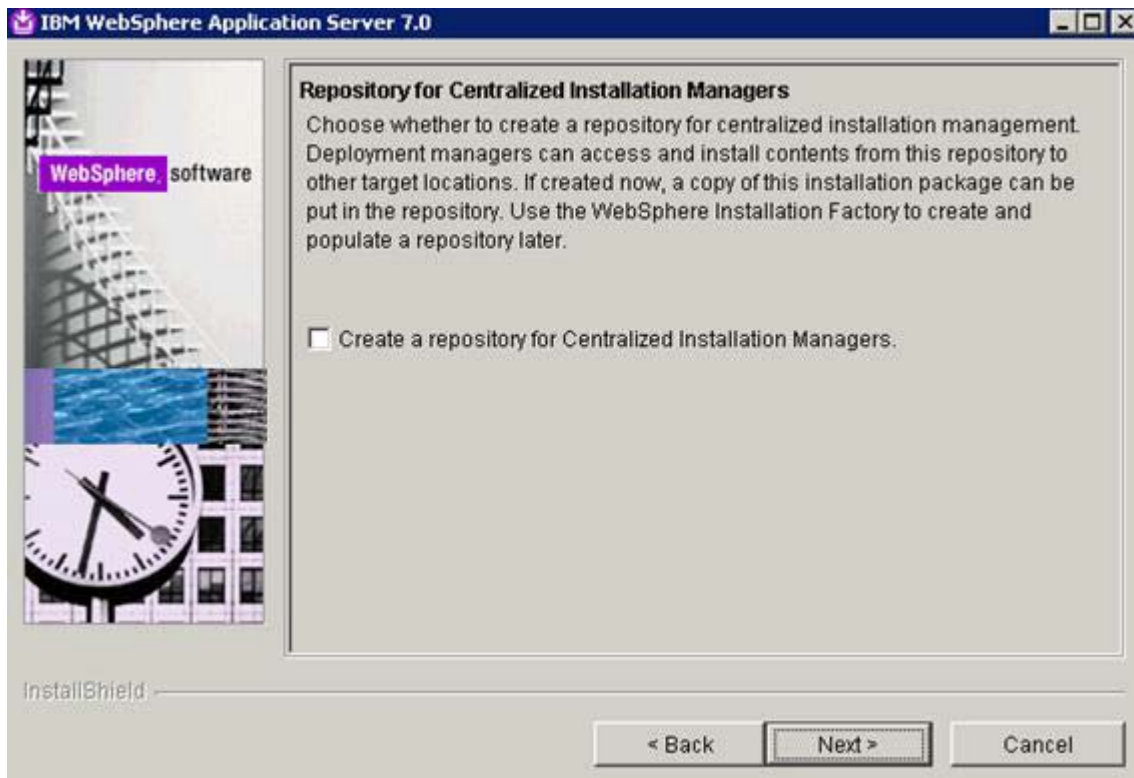 IBM WebSphere Application Server 7.0
WebSphere. software
Repository for Centralized Installation Managers
Choose whether to create a repository for centralized installation management.
Deployment managers can access and install contents from this repository to
other target locations. If created now, a copy of this installation package can be
put in the repository. Use the WebSphere Installation Factory to create and
populate a repository later.
Create a repository for Centralized Installation Managers.
InstallShield
< Back
Next >
Cancel